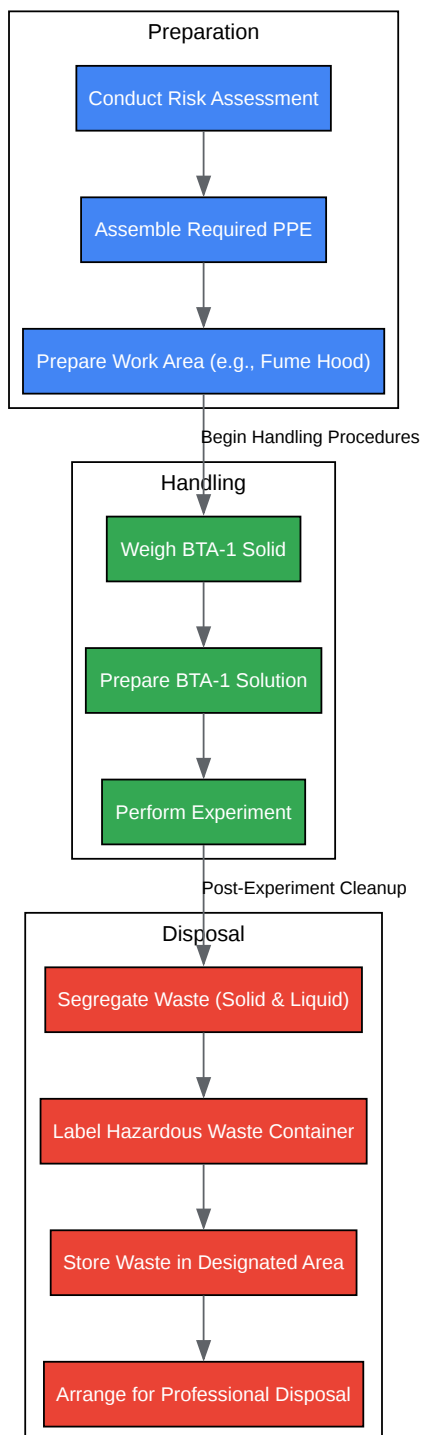 Preparation
Conduct Risk Assessment
Assemble Required PPE
Prepare Work Area (e.g., Fume Hood)
Begin Handling Procedures
Handling
Weigh BTA-1 Solid
Prepare BTA-1 Solution
Perform Experiment
Post-Experiment Cleanup
Disposal
Segregate Waste (Solid & Liquid)
Label Hazardous Waste Container
Store Waste in Designated Area
Arrange for Professional Disposal